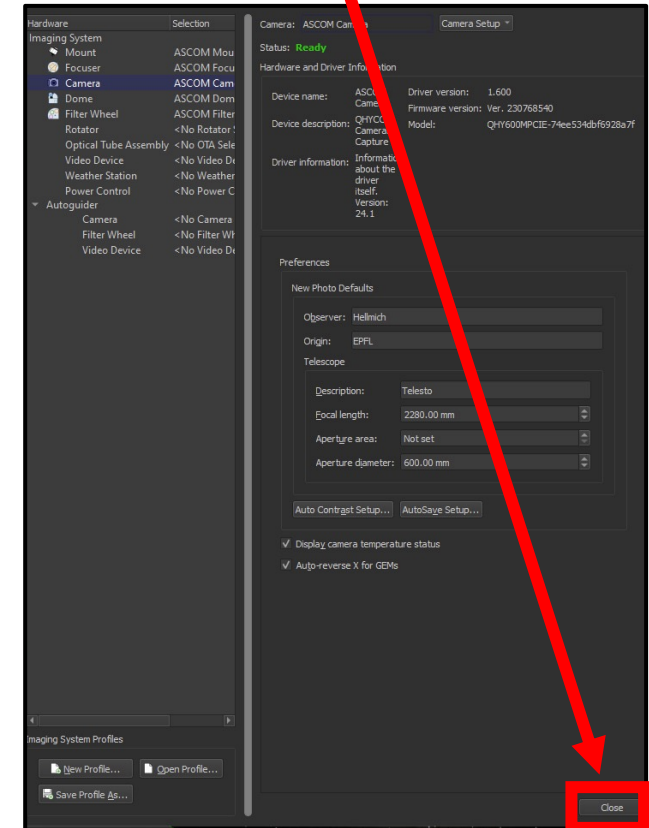 Hardware Selection
Imaging System
Mount ASCOM Mou
Focuser ASCOM Focu
Camera ASCOM Cam
Dome ASCOM Dom
Filter Wheel ASCOM Filter
Rotator <No Rotator
Optical Tube Assembly <No OTA Sele
Video Device <No Video De
Weather Station <No Weather
Power Control <No Power C
Autoguider
Camera <No Camera
Filter Wheel <No Filter Wh
Video Device <No Video De
Imaging System Profiles
New Profile... Open Profile...
Save Profile As...
Camera: ASCOM Cam Camera Setup
Status: Ready
Hardware and Driver Information
Device name: ASCO
Came
Driver version: 1.600
Firmware version: Ver. 230768540
Device description: QHYCC
Camera
Capture
Model: QHY600MPCIE-74ee534dbf6928a7f
Driver information: Informatio
about the
driver
itself.
Version:
24.1
Preferences
New Photo Defaults
Observer: Hellmich
Origin: EPFL
Telescope
Description: Telesto
Focal length: 2280.00 mm
Aperture area: Not set
Aperture diameter: 600.00 mm
Auto Contrast Setup... AutoSave Setup...
Display camera temperature status
Auto-reverse X for GEMs
Close